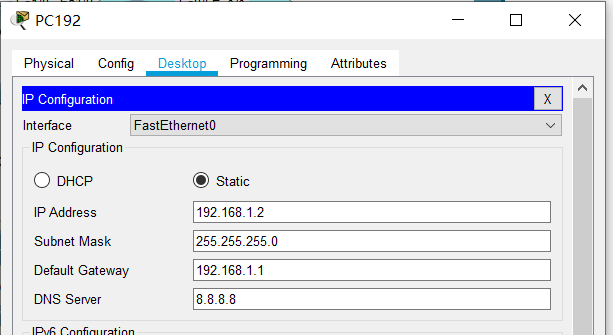 PC192
Physical Config Desktop Programming Attributes
IP Configuration X
Interface FastEthernet0
IP Configuration
DHCP Static
IP Address 192.168.1.2
Subnet Mask 255.255.255.0
Default Gateway 192.168.1.1
DNS Server 8.8.8.8
IPv6 Configuration